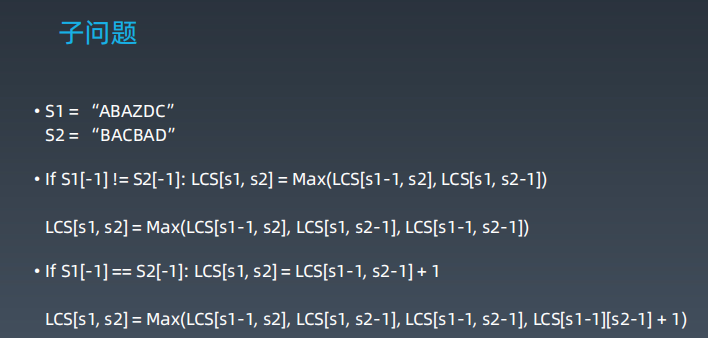 子问题
• S1 = “ABAZDC”
S2 = “BACBAD”
• If S1[-1] != S2[-1]: LCS[s1, s2] = Max(LCS[s1-1, s2], LCS[s1, s2-1])
LCS[s1, s2] = Max(LCS[s1-1, s2], LCS[s1, s2-1], LCS[s1-1, s2-1])
• If S1[-1] == S2[-1]: LCS[s1, s2] = LCS[s1-1, s2-1] + 1
LCS[s1, s2] = Max(LCS[s1-1, s2], LCS[s1, s2-1], LCS[s1-1, s2-1], LCS[s1-1][s2-1] + 1)